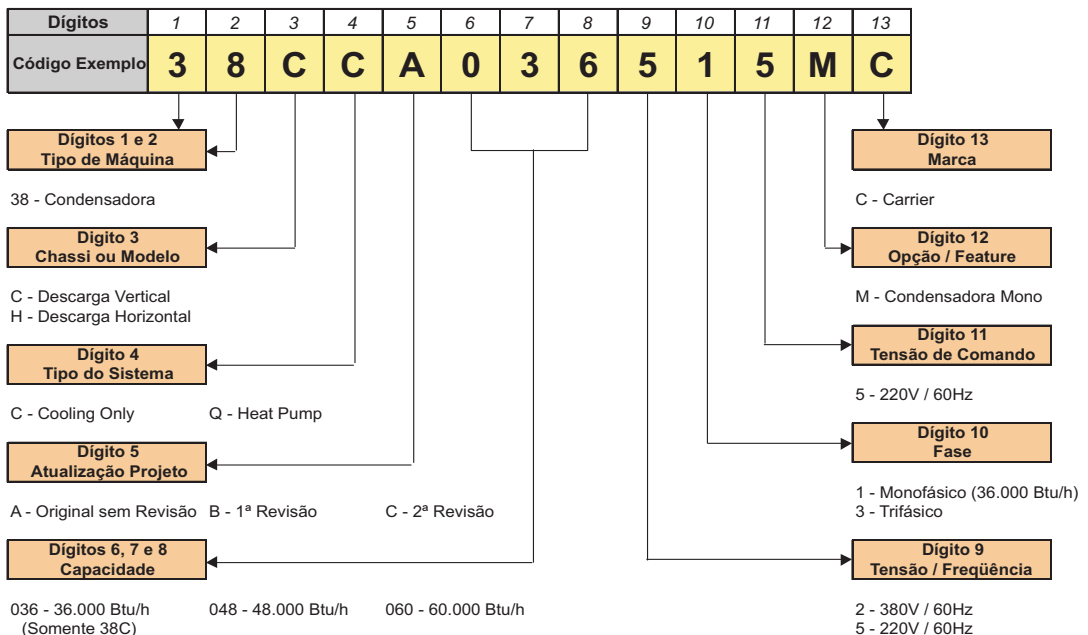 Dígitos 1 2 3 4 5 6 7 8 9 10 11 12 13
Código Exemplo 3 8 C C A 0 3 6 5 1 5 M C
Dígitos 1 e 2
Tipo de Máquina
38 - Condensadora
Digito 3
Chassi ou Modelo
C - Descarga Vertical
H - Descarga Horizontal
Dígito 4
Tipo do Sistema
C - Cooling Only Q - Heat Pump
Dígito 5
Atualização Projeto
A - Original sem Revisão B - 1ª Revisão C - 2ª Revisão
Dígitos 6, 7 e 8
Capacidade
036 - 36.000 Btu/h 048 - 48.000 Btu/h 060 - 60.000 Btu/h
(Somente 38C)
Dígito 13
Marca
C - Carrier
Dígito 12
Opção / Feature
M - Condensadora Mono
Dígito 11
Tensão de Comando
5 - 220V / 60Hz
Dígito 10
Fase
1 - Monofásico (36.000 Btu/h)
3 - Trifásico
Dígito 9
Tensão / Freqüência
2 - 380V / 60Hz
5 - 220V / 60Hz